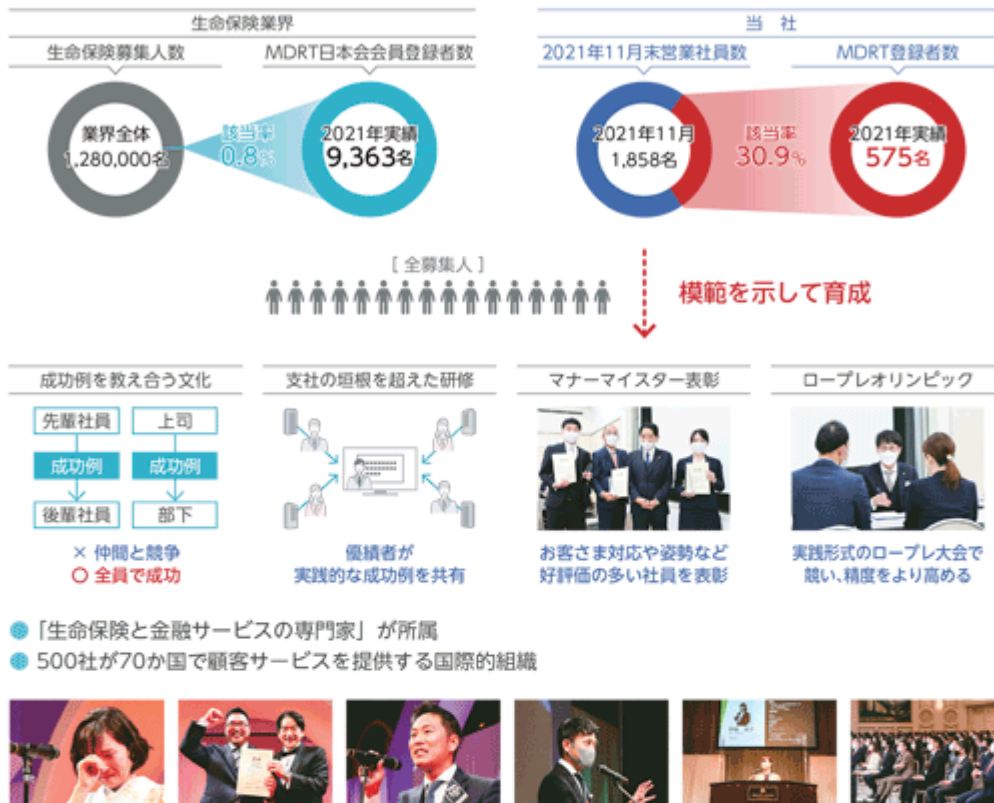 生命保険業界
当 社
生命保険募集人数
MDRT日本会会員登録者数
2021年11月末営業社員数
MDRT登録者数
業界全体
1,280,000名
該当率
0.8%
2021年実績
9,363名
2021年11月
1,858名
該当率
30.9%
2021年実績
575名
[ 全募集人 ]
模範を示して育成
成功例を教え合う文化
先輩社員
上司
成功例
成功例
後輩社員
部下
× 仲間と競争
〇 全員で成功
支社の垣根を超えた研修
優績者が
実践的な成功例を共有
マナーマイスター表彰
お客さま対応や姿勢など
好評価の多い社員を表彰
ロープレオリンピック
実践形式のロープレ大会で
競い、精度をより高める
「生命保険と金融サービスの専門家」が所属
500社が70か国で顧客サービスを提供する国際的組織